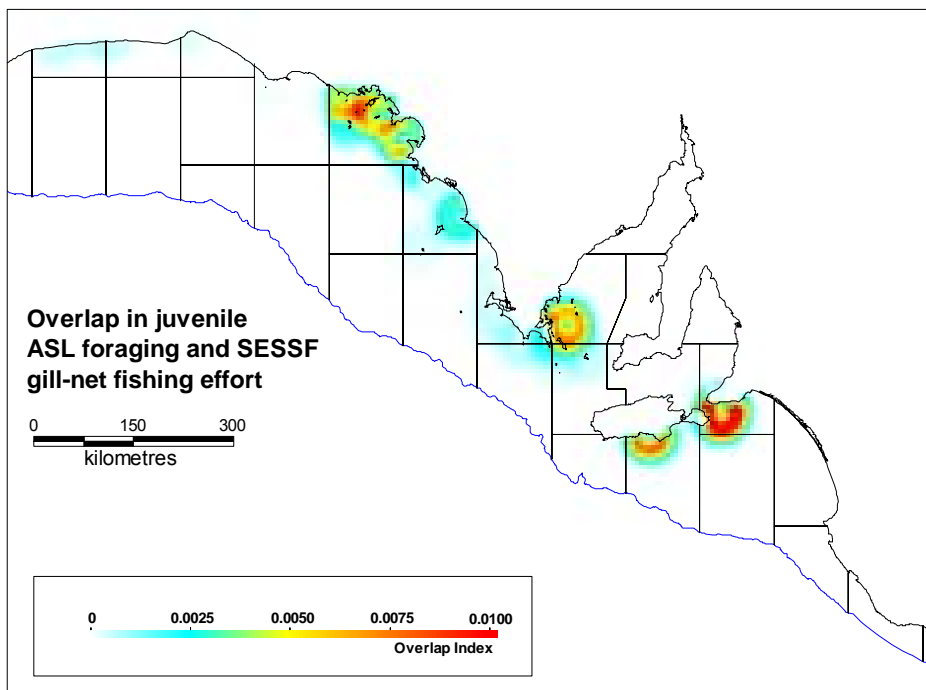 Overlap in juvenile
ASL foraging and SESSF
gill-net fishing effort
0 150 300
kilometres
0 0.0025 0.0050 0.0075 0.0100
Overlap Index